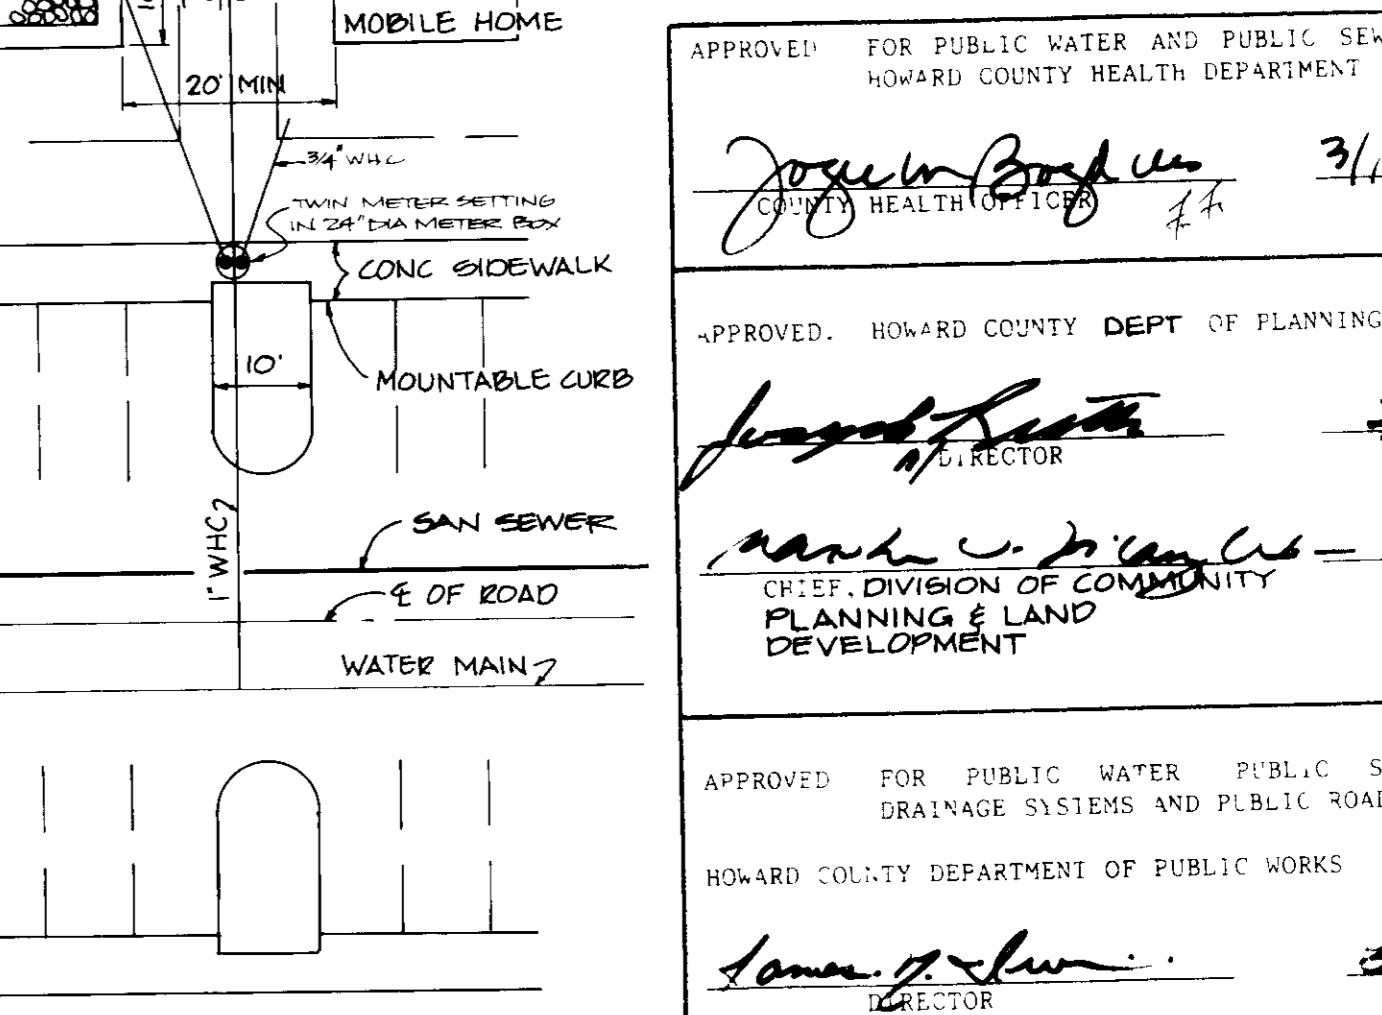 MOBILE HOME
20' MIN
3/4" WHC
TWIN METER SETTING
IN 24" DIA METER BOX
CONC SIDEWALK
10'
MOUNTABLE CURB
1" WHC
SAN SEWER
℄ OF ROAD
WATER MAIN
APPROVED FOR PUBLIC WATER AND PUBLIC SEW
HOWARD COUNTY HEALTH DEPARTMENT
3/
COUNTY HEALTH OFFICER
APPROVED. HOWARD COUNTY DEPT OF PLANNING
DIRECTOR
CHIEF, DIVISION OF COMMUNITY
PLANNING & LAND
DEVELOPMENT
APPROVED FOR PUBLIC WATER PUBLIC S
DRAINAGE SYSTEMS AND PUBLIC ROAD
HOWARD COUNTY DEPARTMENT OF PUBLIC WORKS
James
DIRECTOR